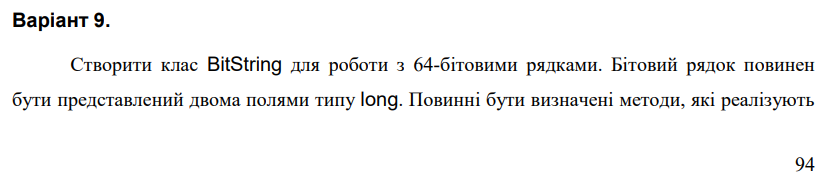 Варіант 9.
Створити клас BitString для роботи з 64-бітовими рядками. Бітовий рядок повинен
бути представлений двома полями типу long. Повинні бути визначені методи, які реалізують
94